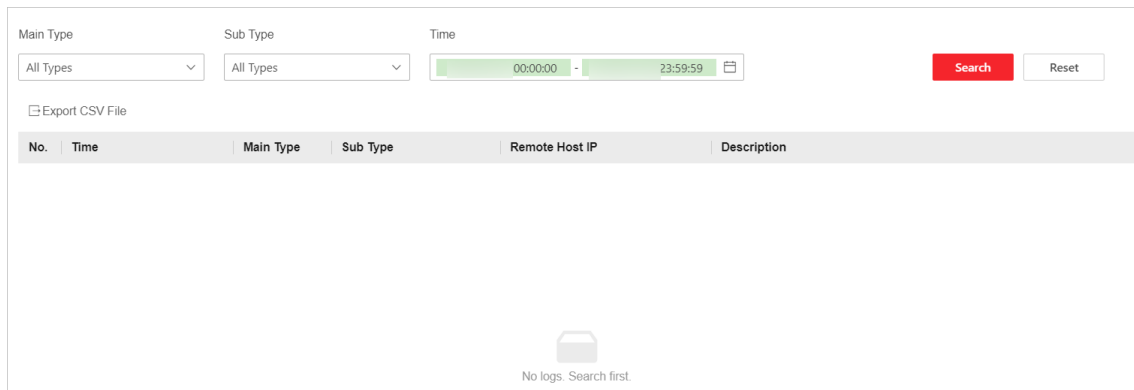 Main Type Sub Type Time
All Types All Types 00:00:00 - 23:59:59 Search Reset
Export CSV File
No. Time Main Type Sub Type Remote Host IP Description
No logs. Search first.